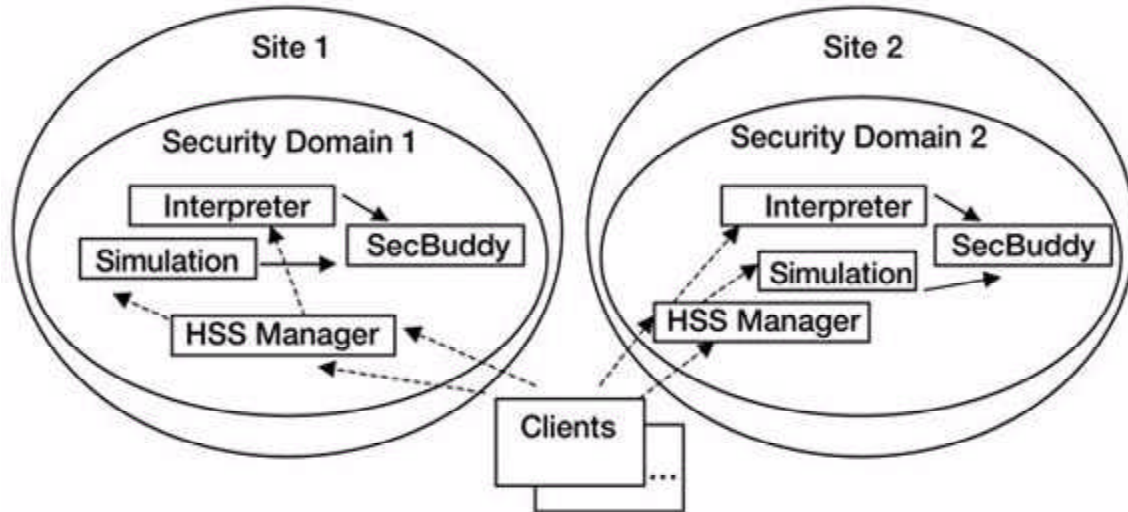 Site 1
Site 2
Security Domain 1
Security Domain 2
Interpreter
SecBuddy
Simulation
HSS Manager
Interpreter
SecBuddy
Simulation
HSS Manager
Clients
...